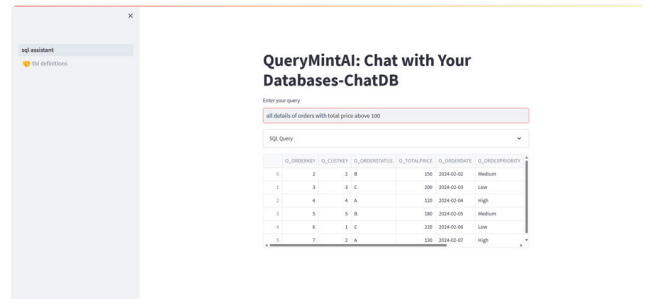 ×
sql assistant
🤝 tbl definitions
QueryMintAI: Chat with Your
Databases-ChatDB
Enter your query
all details of orders with total price above 100
SQL Query
O_ORDERKEY O_CUSTKEY O_ORDERSTATUS O_TOTALPRICE O_ORDERDATE O_ORDERPRIORITY
0 2 2 B 150 2024-02-02 Medium
1 3 3 C 200 2024-02-03 Low
2 4 4 A 120 2024-02-04 High
3 5 5 B 180 2024-02-05 Medium
4 6 1 C 220 2024-02-06 Low
5 7 2 A 130 2024-02-07 High